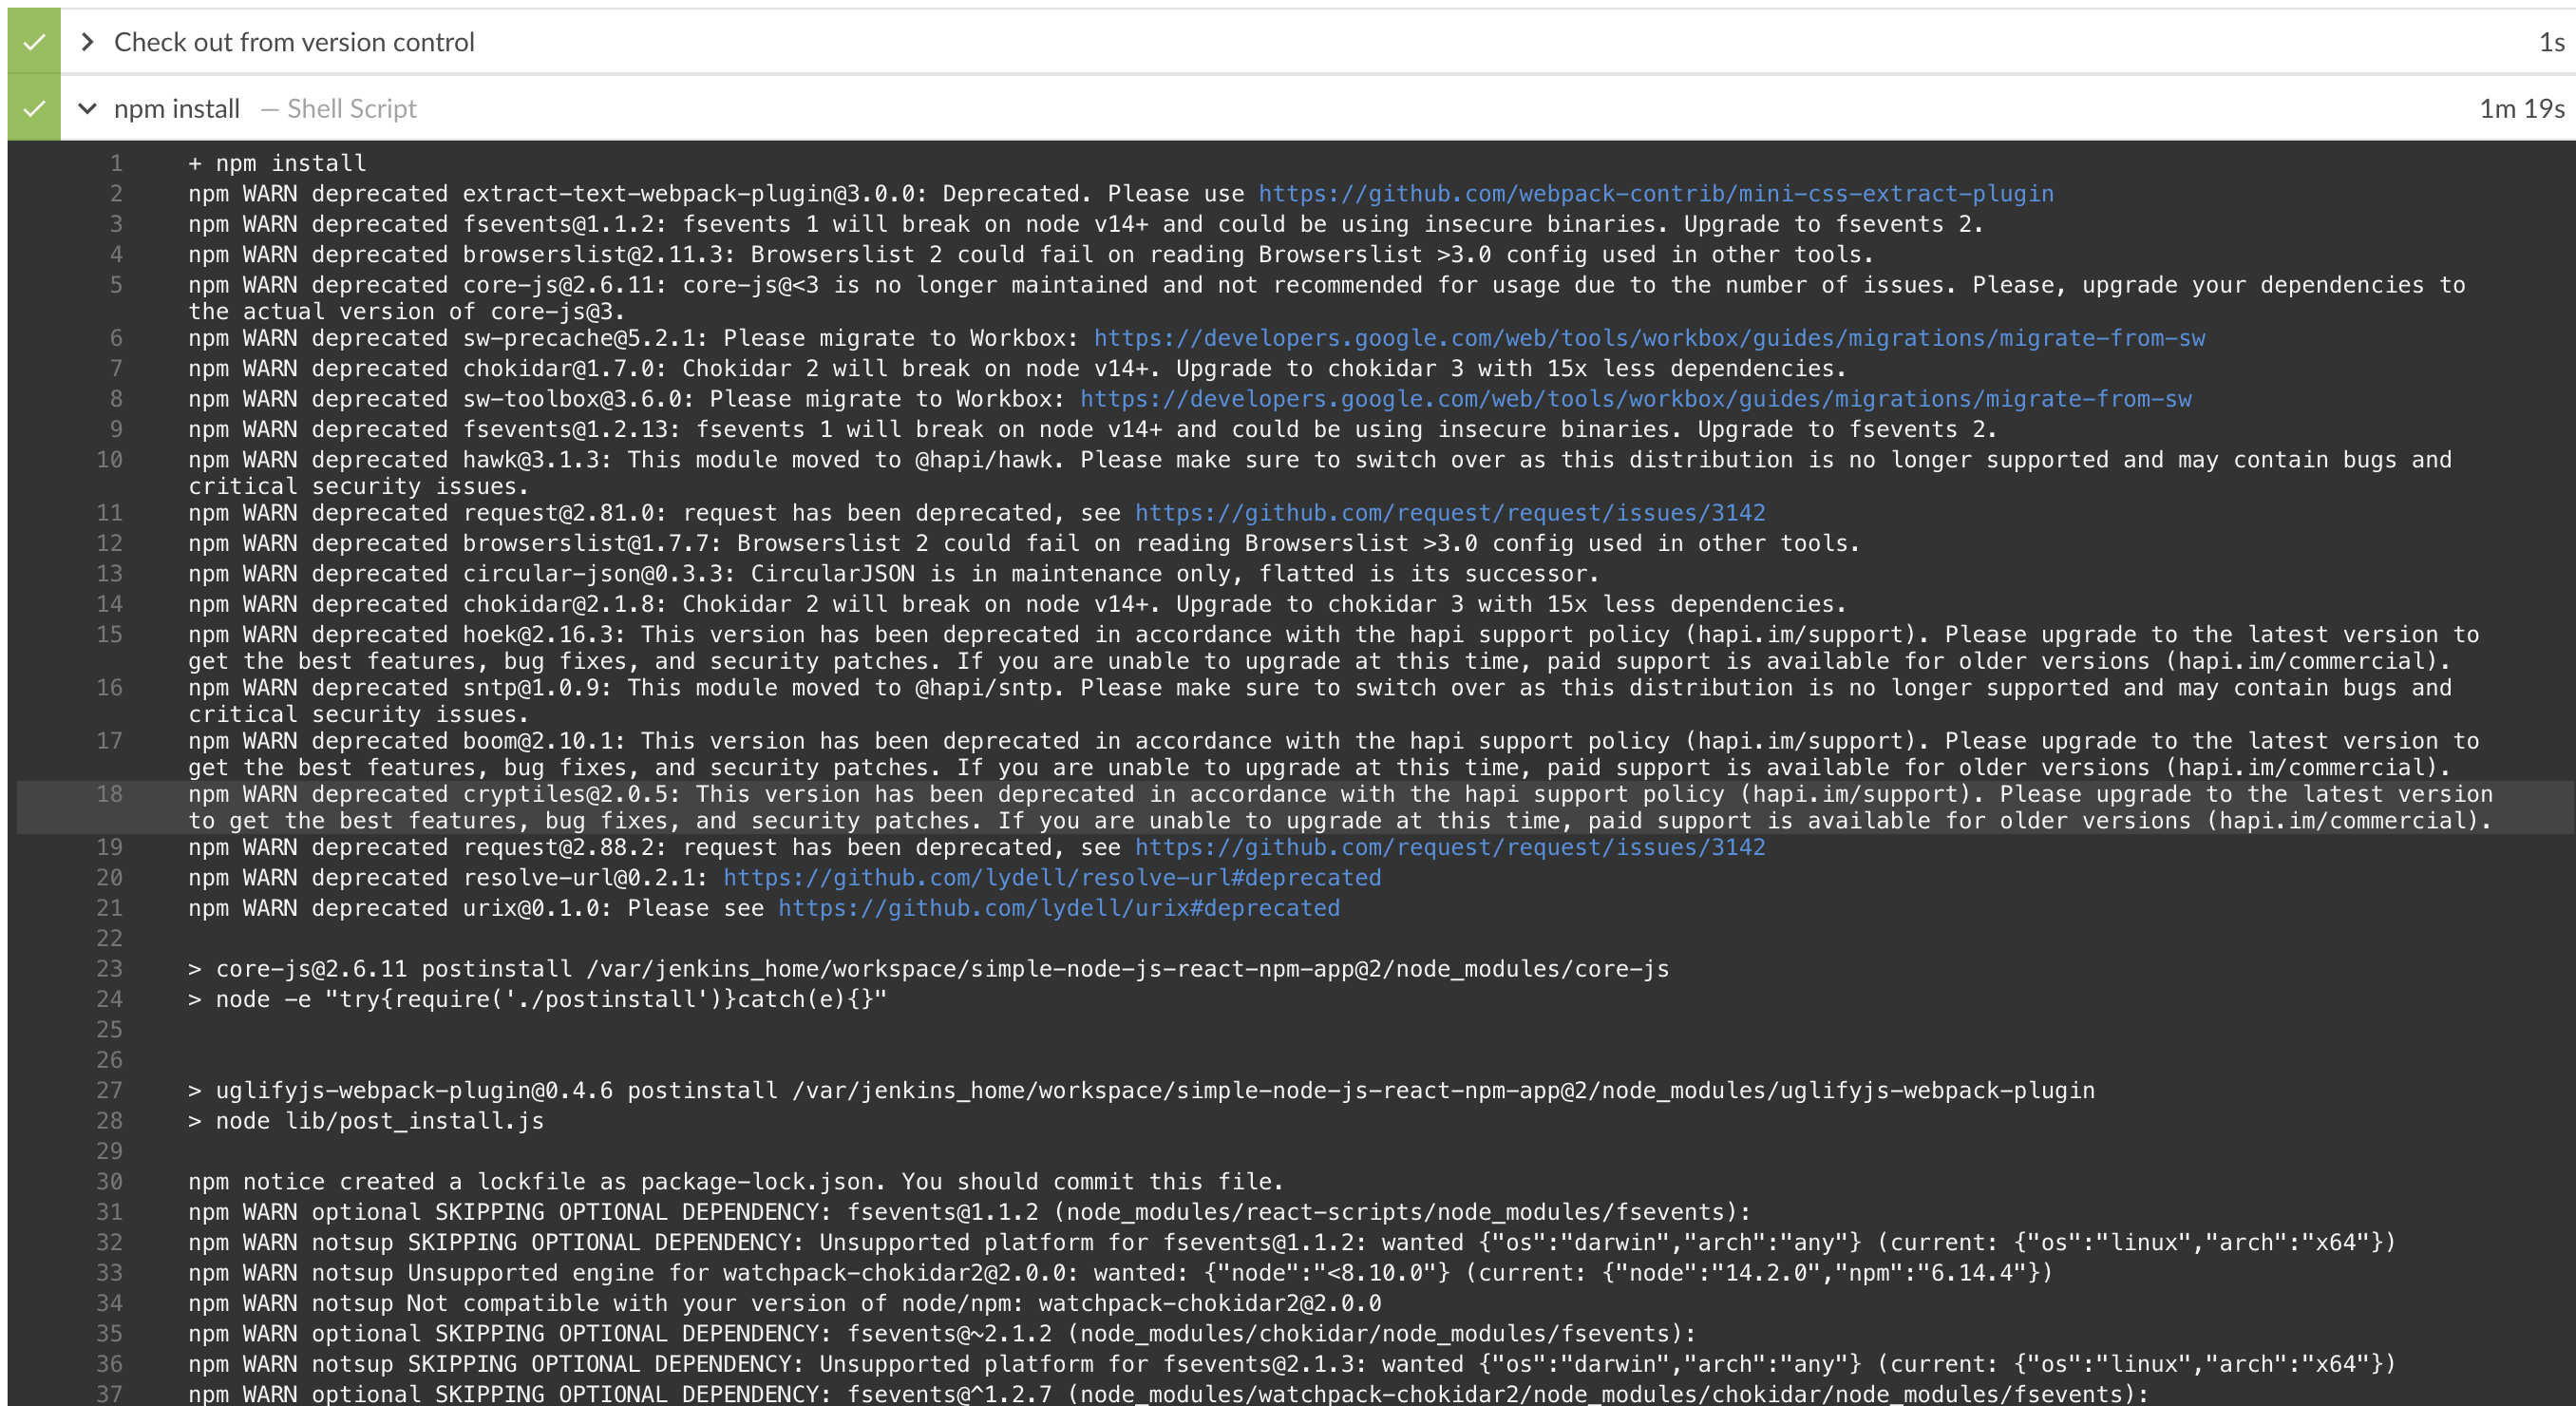 Check out from version control 1s
npm install — Shell Script 1m 19s
1 + npm install
2 npm WARN deprecated extract-text-webpack-plugin@3.0.0: Deprecated. Please use https://github.com/webpack-contrib/mini-css-extract-plugin
3 npm WARN deprecated fsevents@1.1.2: fsevents 1 will break on node v14+ and could be using insecure binaries. Upgrade to fsevents 2.
4 npm WARN deprecated browserslist@2.11.3: Browserslist 2 could fail on reading Browserslist >3.0 config used in other tools.
5 npm WARN deprecated core-js@2.6.11: core-js@<3 is no longer maintained and not recommended for usage due to the number of issues. Please, upgrade your dependencies to
the actual version of core-js@3.
6 npm WARN deprecated sw-precache@5.2.1: Please migrate to Workbox: https://developers.google.com/web/tools/workbox/guides/migrations/migrate-from-sw
7 npm WARN deprecated chokidar@1.7.0: Chokidar 2 will break on node v14+. Upgrade to chokidar 3 with 15x less dependencies.
8 npm WARN deprecated sw-toolbox@3.6.0: Please migrate to Workbox: https://developers.google.com/web/tools/workbox/guides/migrations/migrate-from-sw
9 npm WARN deprecated fsevents@1.2.13: fsevents 1 will break on node v14+ and could be using insecure binaries. Upgrade to fsevents 2.
10 npm WARN deprecated hawk@3.1.3: This module moved to @hapi/hawk. Please make sure to switch over as this distribution is no longer supported and may contain bugs and
critical security issues.
11 npm WARN deprecated request@2.81.0: request has been deprecated, see https://github.com/request/request/issues/3142
12 npm WARN deprecated browserslist@1.7.7: Browserslist 2 could fail on reading Browserslist >3.0 config used in other tools.
13 npm WARN deprecated circular-json@0.3.3: CircularJSON is in maintenance only, flatted is its successor.
14 npm WARN deprecated chokidar@2.1.8: Chokidar 2 will break on node v14+. Upgrade to chokidar 3 with 15x less dependencies.
15 npm WARN deprecated hoek@2.16.3: This version has been deprecated in accordance with the hapi support policy (hapi.im/support). Please upgrade to the latest version to
get the best features, bug fixes, and security patches. If you are unable to upgrade at this time, paid support is available for older versions (hapi.im/commercial).
16 npm WARN deprecated sntp@1.0.9: This module moved to @hapi/sntp. Please make sure to switch over as this distribution is no longer supported and may contain bugs and
critical security issues.
17 npm WARN deprecated boom@2.10.1: This version has been deprecated in accordance with the hapi support policy (hapi.im/support). Please upgrade to the latest version to
get the best features, bug fixes, and security patches. If you are unable to upgrade at this time, paid support is available for older versions (hapi.im/commercial).
18 npm WARN deprecated cryptiles@2.0.5: This version has been deprecated in accordance with the hapi support policy (hapi.im/support). Please upgrade to the latest version
to get the best features, bug fixes, and security patches. If you are unable to upgrade at this time, paid support is available for older versions (hapi.im/commercial).
19 npm WARN deprecated request@2.88.2: request has been deprecated, see https://github.com/request/request/issues/3142
20 npm WARN deprecated resolve-url@0.2.1: https://github.com/lydell/resolve-url#deprecated
21 npm WARN deprecated urix@0.1.0: Please see https://github.com/lydell/urix#deprecated
22
23 > core-js@2.6.11 postinstall /var/jenkins_home/workspace/simple-node-js-react-npm-app@2/node_modules/core-js
24 > node -e "try{require('./postinstall')}catch(e){}"
25
26
27 > uglifyjs-webpack-plugin@0.4.6 postinstall /var/jenkins_home/workspace/simple-node-js-react-npm-app@2/node_modules/uglifyjs-webpack-plugin
28 > node lib/post_install.js
29
30 npm notice created a lockfile as package-lock.json. You should commit this file.
31 npm WARN optional SKIPPING OPTIONAL DEPENDENCY: fsevents@1.1.2 (node_modules/react-scripts/node_modules/fsevents):
32 npm WARN notsup SKIPPING OPTIONAL DEPENDENCY: Unsupported platform for fsevents@1.1.2: wanted {"os":"darwin","arch":"any"} (current: {"os":"linux","arch":"x64"})
33 npm WARN notsup Unsupported engine for watchpack-chokidar2@2.0.0: wanted: {"node":"<8.10.0"} (current: {"node":"14.2.0","npm":"6.14.4"})
34 npm WARN notsup Not compatible with your version of node/npm: watchpack-chokidar2@2.0.0
35 npm WARN optional SKIPPING OPTIONAL DEPENDENCY: fsevents@~2.1.2 (node_modules/chokidar/node_modules/fsevents):
36 npm WARN notsup SKIPPING OPTIONAL DEPENDENCY: Unsupported platform for fsevents@2.1.3: wanted {"os":"darwin","arch":"any"} (current: {"os":"linux","arch":"x64"})
37 npm WARN optional SKIPPING OPTIONAL DEPENDENCY: fsevents@^1.2.7 (node_modules/watchpack-chokidar2/node_modules/chokidar/node_modules/fsevents):